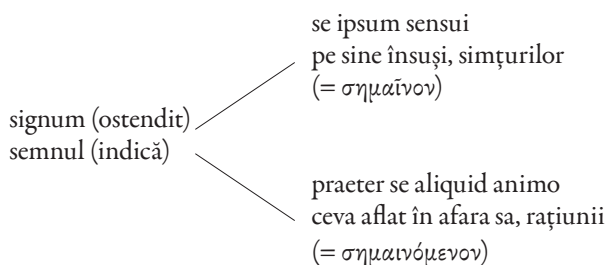 se ipsum sensui
pe sine însuși, simțurilor
(= σημαῖνον)
signum (ostendit)
semnul (indică)
praeter se aliquid animo
ceva aflat în afara sa, rațiunii
(= σημαινόμενον)